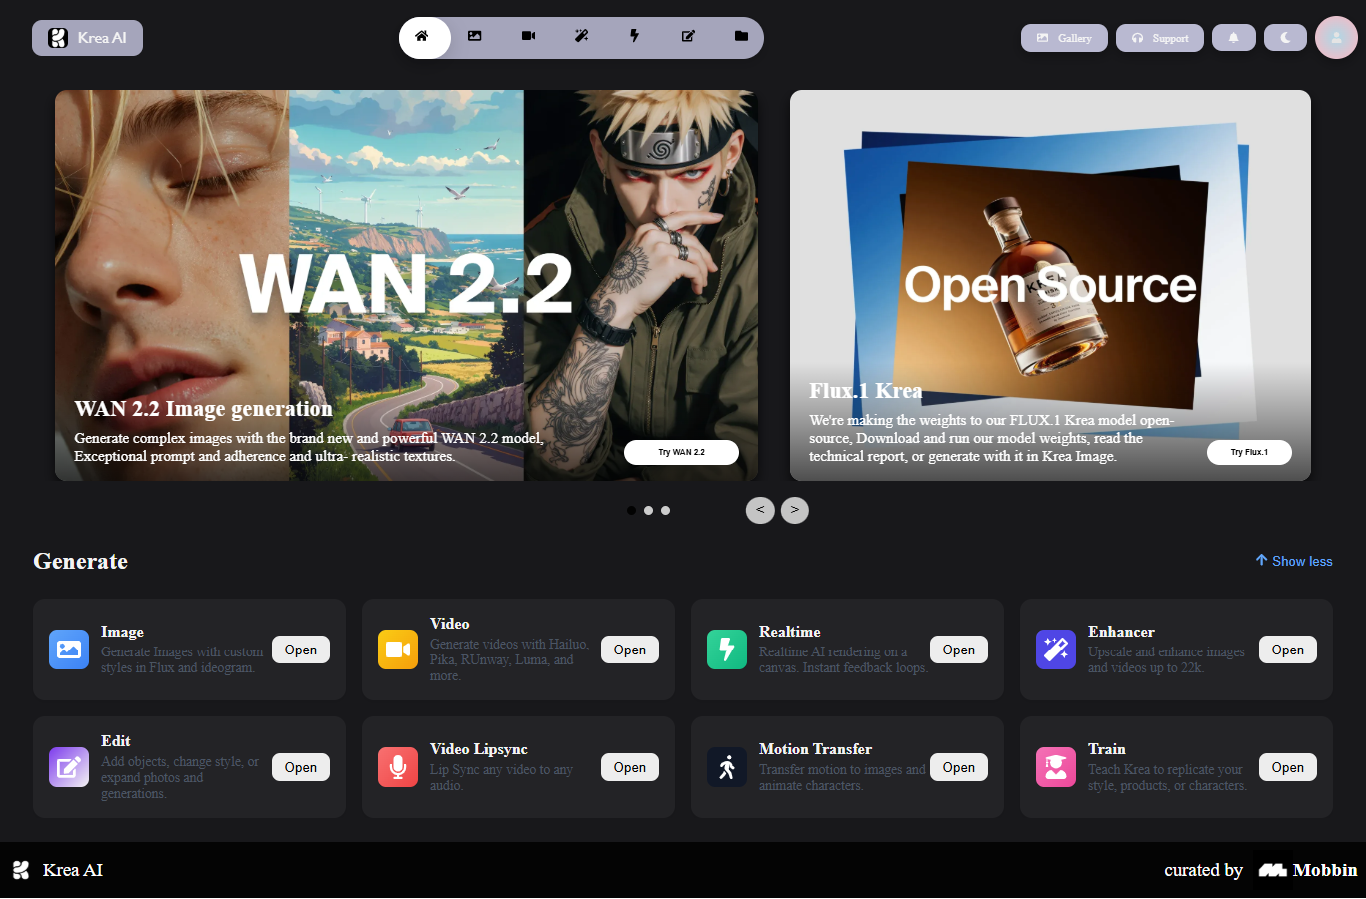 Krea AI
Gallery
Support
WAN 2.2
WAN 2.2 Image generation
Generate complex images with the brand new and powerful WAN 2.2 model,
Exceptional prompt and adherence and ultra- realistic textures.
Try WAN 2.2
Open Source
Flux.1 Krea
We're making the weights to our FLUX.1 Krea model open-
source, Download and run our model weights, read the
technical report, or generate with it in Krea Image.
Try Flux.1
< >
Generate
Show less
Image
Generate Images with custom
styles in Flux and ideogram.
Open
Video
Generate videos with Hailuo,
Pika, RUnway, Luma, and
more.
Open
Realtime
Realtime AI rendering on a
canvas. Instant feedback loops.
Open
Enhancer
Upscale and enhance images
and videos up to 22k.
Open
Edit
Add objects, change style, or
expand photos and
generations.
Open
Video Lipsync
Lip Sync any video to any
audio.
Open
Motion Transfer
Transfer motion to images and
animate characters.
Open
Train
Teach Krea to replicate your
style, products, or characters.
Open
Krea AI
curated by Mobbin